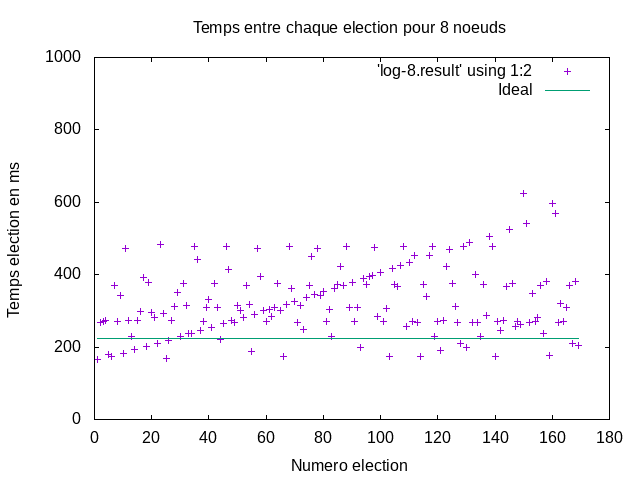 Temps entre chaque election pour 8 noeuds
1000
800
600
400
200
0
Temps election en ms
'log-8.result' using 1:2
Ideal
0 20 40 60 80 100 120 140 160 180
Numero election